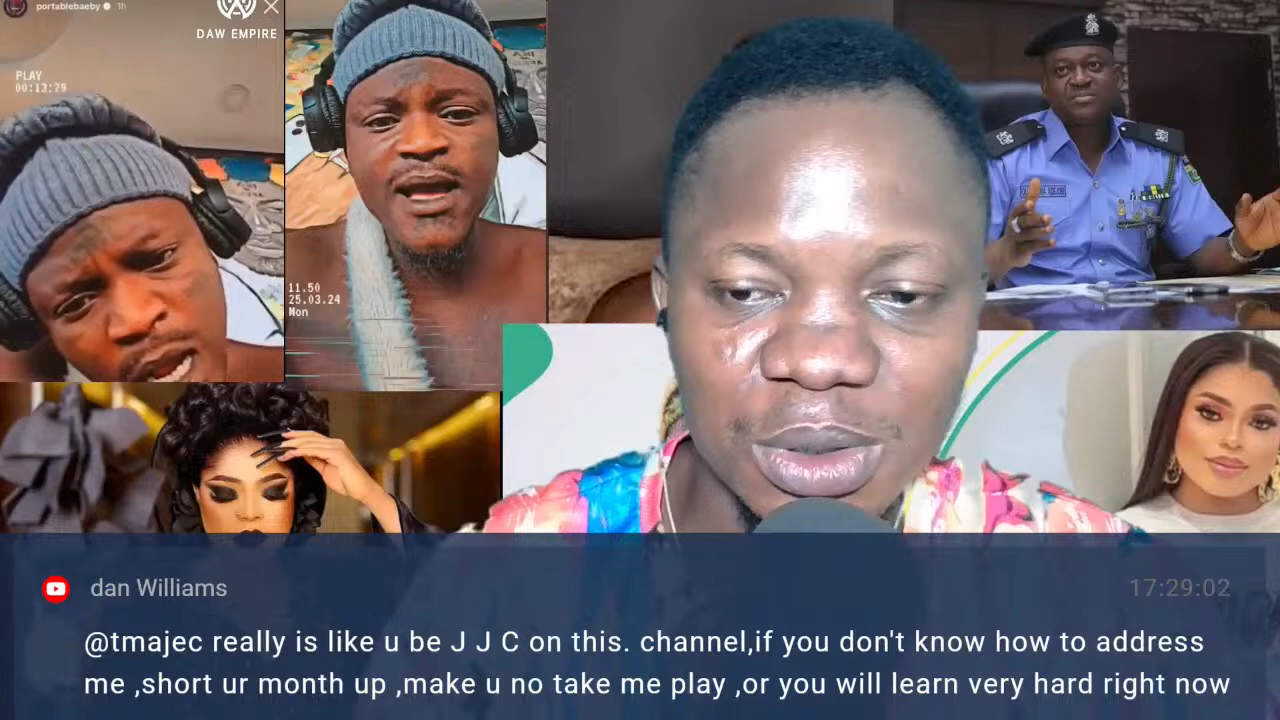 portablebaeby 1h
DAW EMPIRE
PLAY
00:13:29
11.50
25.03.24
Mon
dan Williams
17:29:02
@tmajec really is like u be J J C on this. channel,if you don't know how to address
me ,short ur month up ,make u no take me play ,or you will learn very hard right now